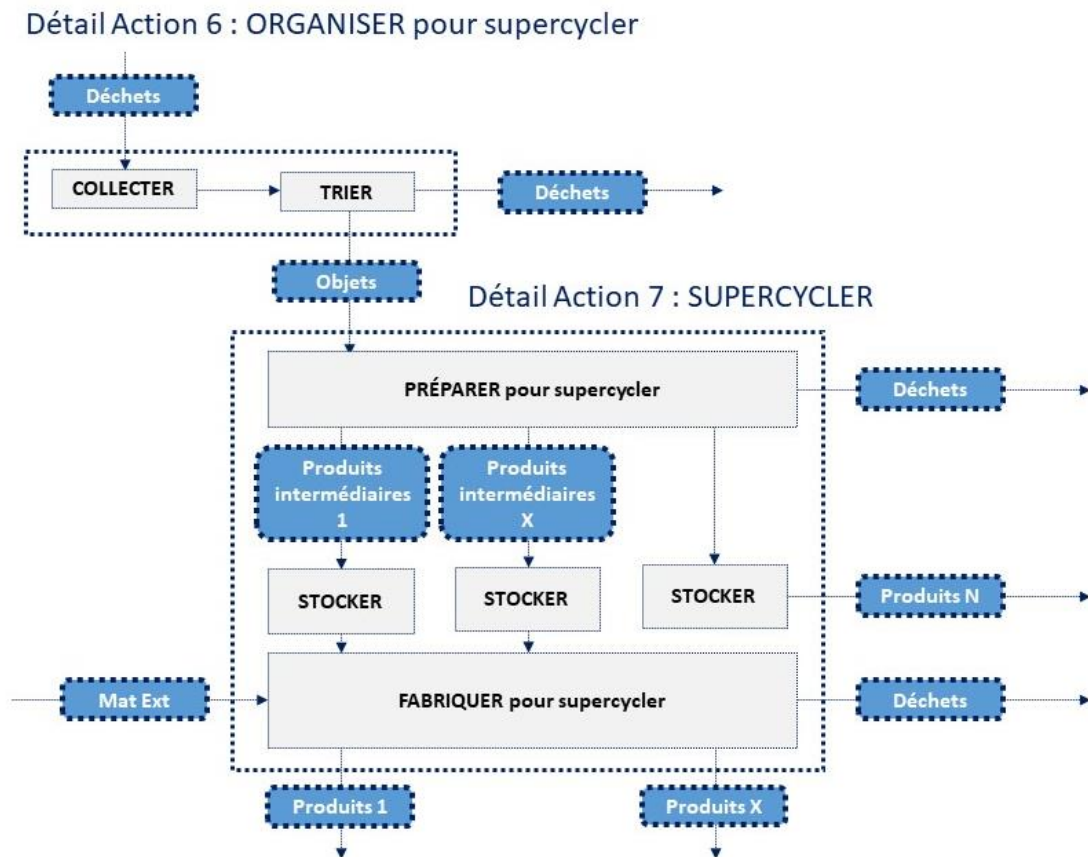 Détail Action 6 : ORGANISER pour supercycler
Déchets
COLLECTER
TRIER
Déchets
Objets
Détail Action 7 : SUPERCYCLER
PRÉPARER pour supercycler
Déchets
Produits
intermédiaires
1
Produits
intermédiaires
X
STOCKER
STOCKER
STOCKER
Produits N
Mat Ext
FABRIQUER pour supercycler
Déchets
Produits 1
Produits X